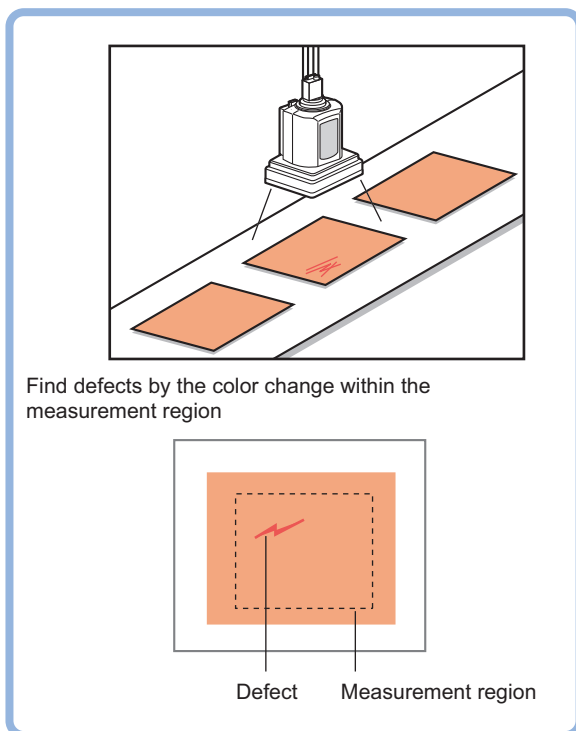 Find defects by the color change within the
measurement region
Defect
Measurement region